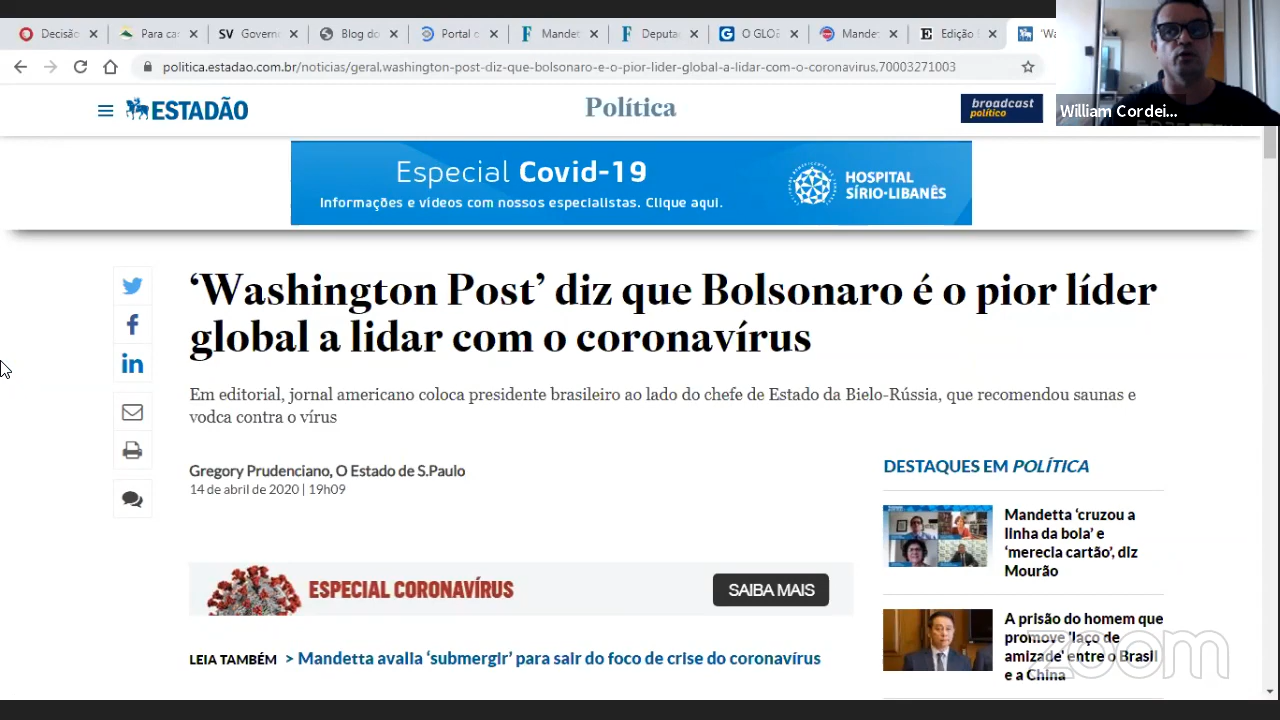 Decisão
Para ca
SV Govern
Blog do
Portal o
F Mandet
F Deputa
G O GLO
Mandet
E Edição
'Wa
politica.estadao.com.br/noticias/geral,washington-post-diz-que-bolsonaro-e-o-pior-lider-global-a-lidar-com-o-coronavirus,70003271003
ESTADÃO
Política
broadcast
político
William Cordei...
Especial Covid-19
Informações e vídeos com nossos especialistas. Clique aqui.
HOSPITAL
SÍRIO-LIBANÊS
‘Washington Post’ diz que Bolsonaro é o pior líder
global a lidar com o coronavírus
Em editorial, jornal americano coloca presidente brasileiro ao lado do chefe de Estado da Bielo-Rússia, que recomendou saunas e
vodca contra o vírus
Gregory Prudenciano, O Estado de S.Paulo
14 de abril de 2020 | 19h09
ESPECIAL CORONAVÍRUS
SAIBA MAIS
LEIA TAMBÉM > Mandetta avalia ‘submergir’ para sair do foco de crise do coronavírus
DESTAQUES EM POLÍTICA
Mandetta ‘cruzou a
linha da bola’ e
‘merecia cartão’, diz
Mourão
A prisão do homem que
promove ‘laço de
amizade’ entre o Brasil
e a China
zoom